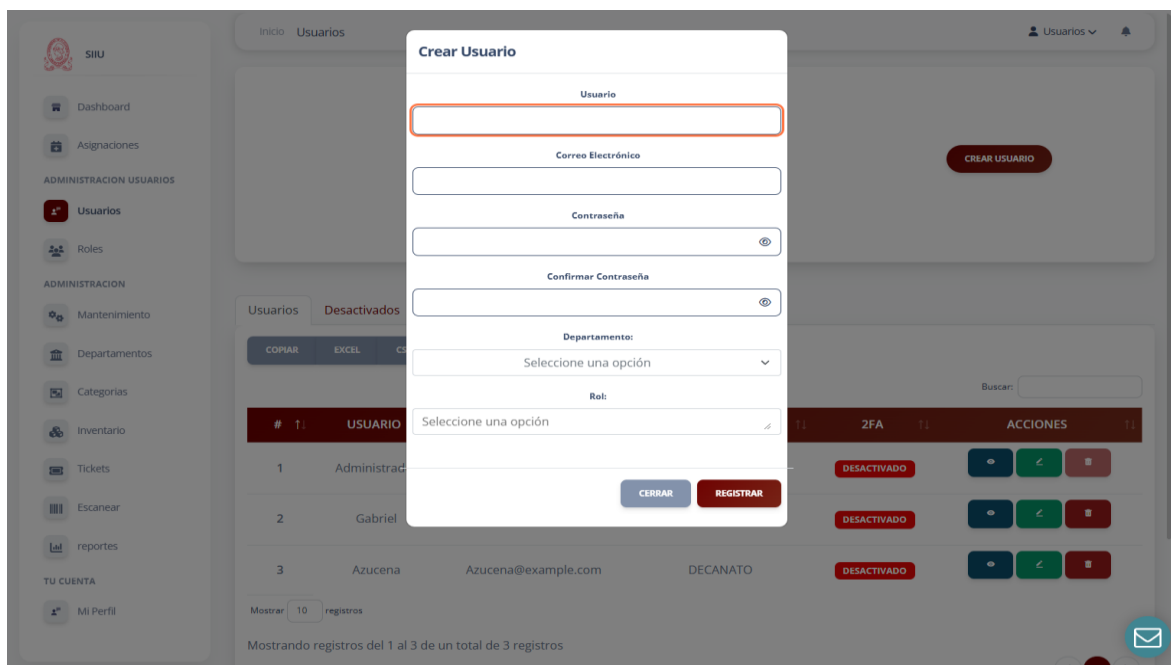 SIIU
Dashboard
Asignaciones
ADMINISTRACION USUARIOS
Usuarios
Roles
ADMINISTRACION
Mantenimiento
Departamentos
Categorias
Inventario
Tickets
Escanear
reportes
TU CUENTA
Mi Perfil
Inicio Usuarios
Usuarios
CREAR USUARIO
Crear Usuario
Usuario
Correo Electrónico
Contraseña
Confirmar Contraseña
Departamento:
Seleccione una opción
Rol:
Seleccione una opción
CERRAR REGISTRAR
Usuarios Desactivados
COPIAR EXCEL
Buscar:
# USUARIO 2FA ACCIONES
1 DESACTIVADO
2 Gabriel DESACTIVADO
3 Azucena Azucena@example.com DECANATO DESACTIVADO
Mostrar 10 registros
Mostrando registros del 1 al 3 de un total de 3 registros